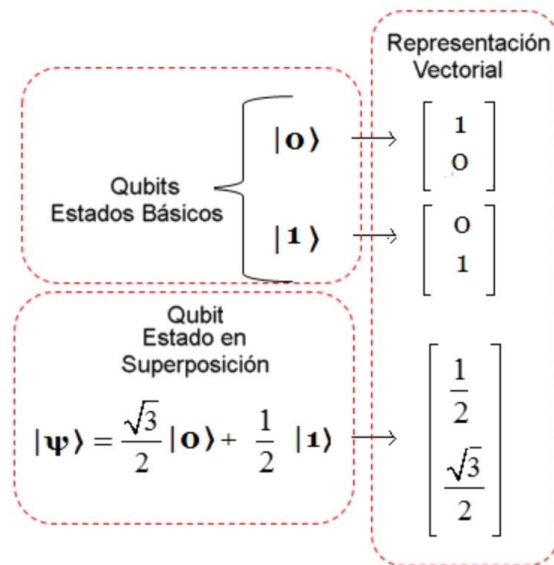 Representación
Vectorial
Qubits
Estados Básicos
|0⟩ → [1 0]
|1⟩ → [0 1]
Qubit
Estado en
Superposición
|ψ⟩ = √3/2 |0⟩ + 1/2 |1⟩ → [1/2 √3/2]